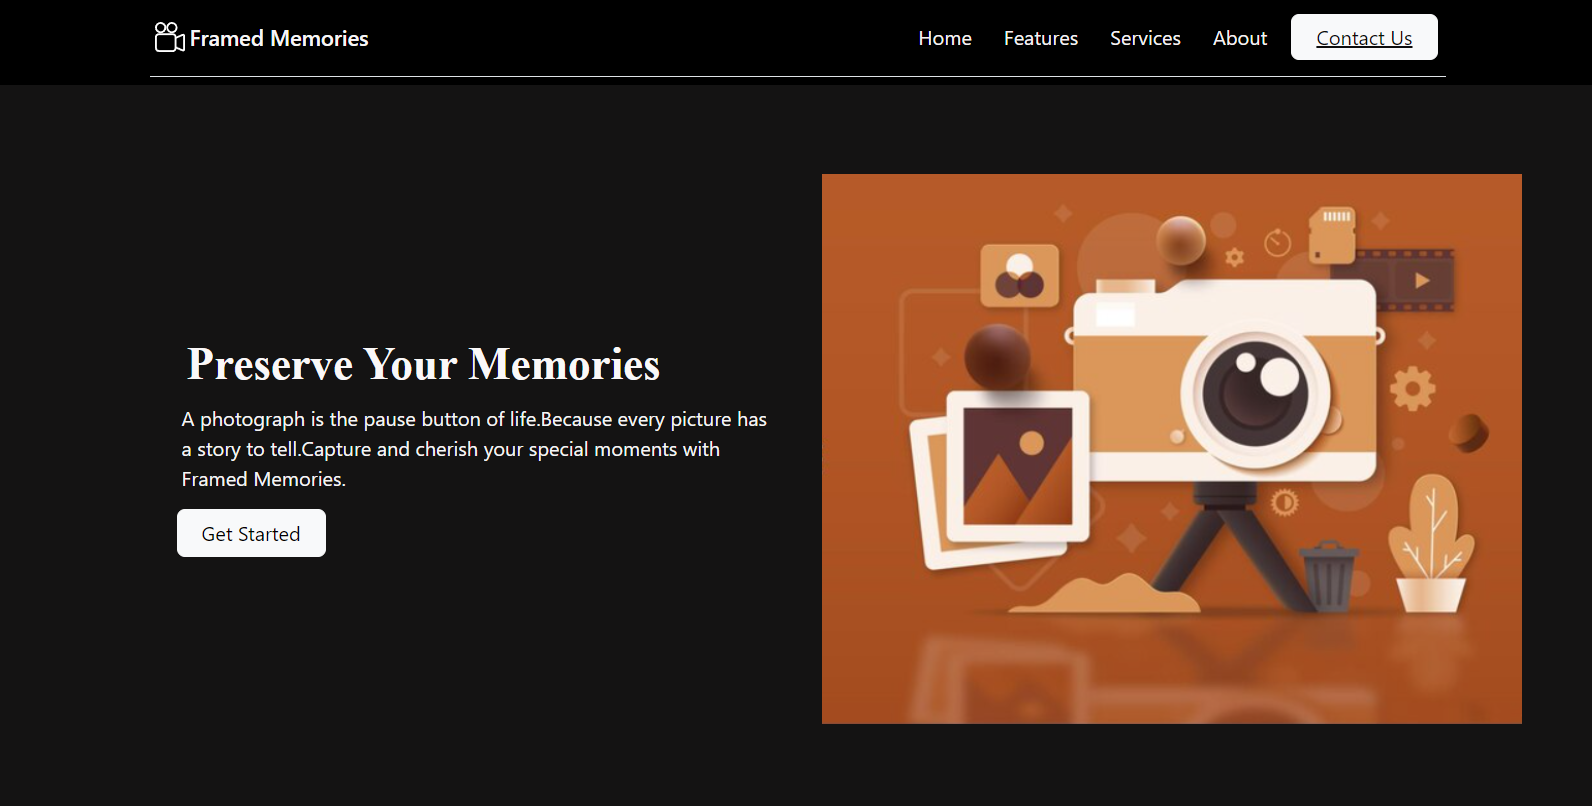 Framed Memories
Home Features Services About Contact Us
Preserve Your Memories
A photograph is the pause button of life.Because every picture has
a story to tell.Capture and cherish your special moments with
Framed Memories.
Get Started